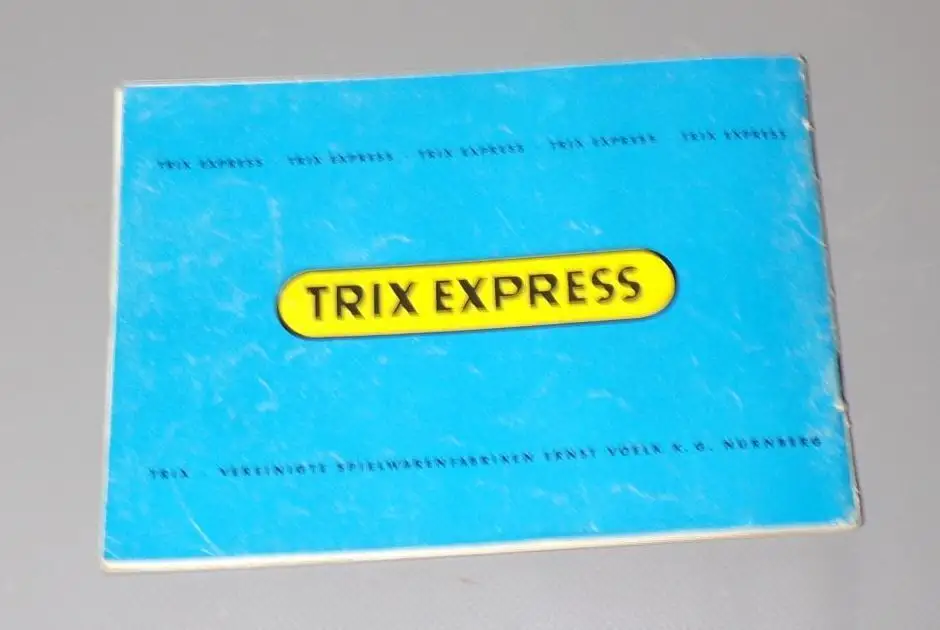 TRIX EXPRESS · TRIX EXPRESS · TRIX EXPRESS · TRIX EXPRESS · TRIX EXPRESS
TRIX EXPRESS
TRIX · VEREINIGTE SPIELWARENFABRIKEN ERNST VOELK K. G. NÜRNBERG